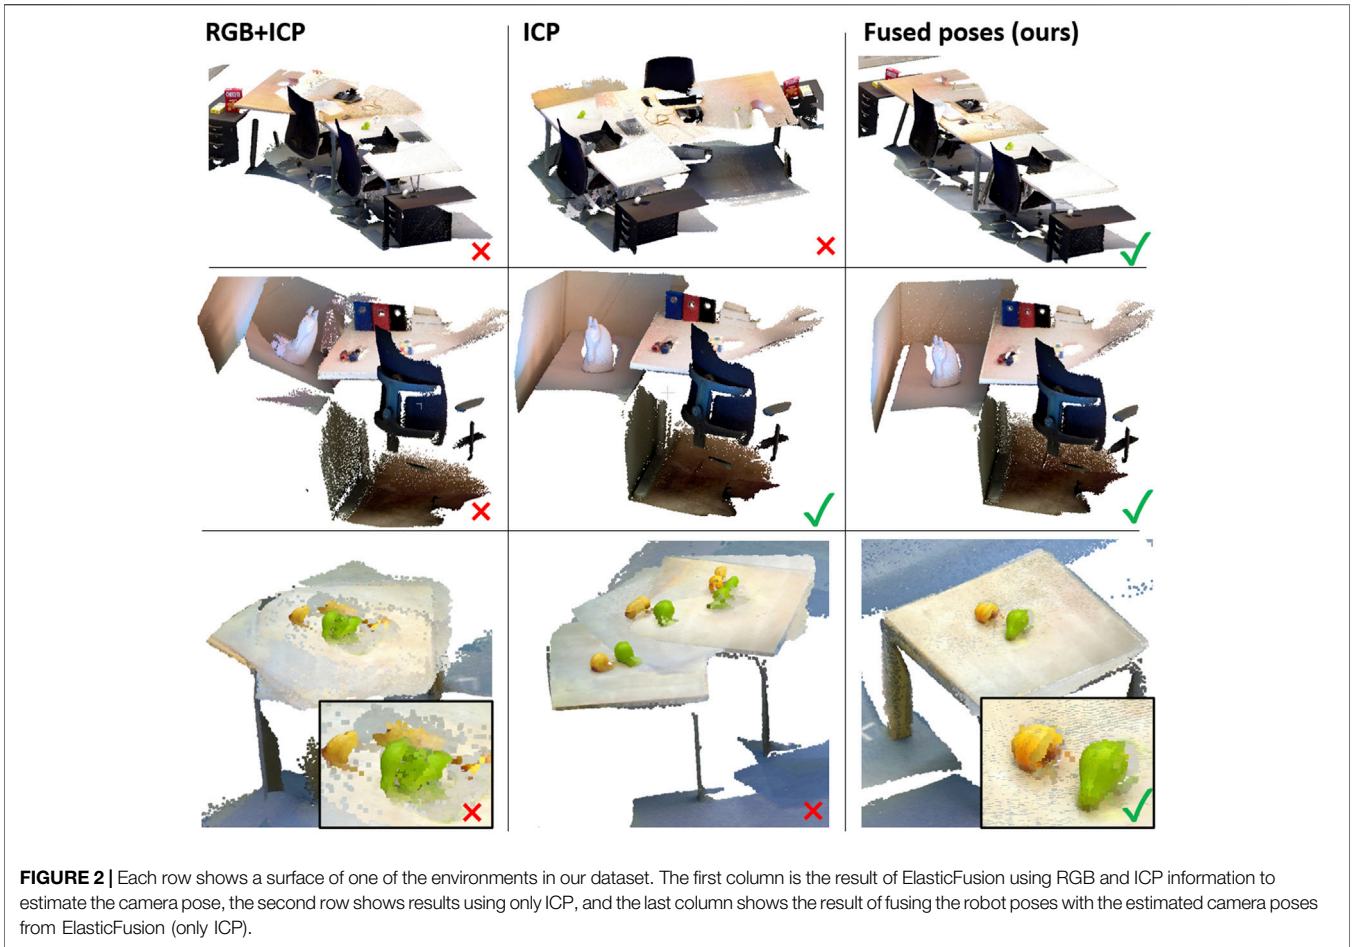 RGB+ICP
ICP
Fused poses (ours)
FIGURE 2 | Each row shows a surface of one of the environments in our dataset. The first column is the result of ElasticFusion using RGB and ICP information to
estimate the camera pose, the second row shows results using only ICP, and the last column shows the result of fusing the robot poses with the estimated camera poses
from ElasticFusion (only ICP).